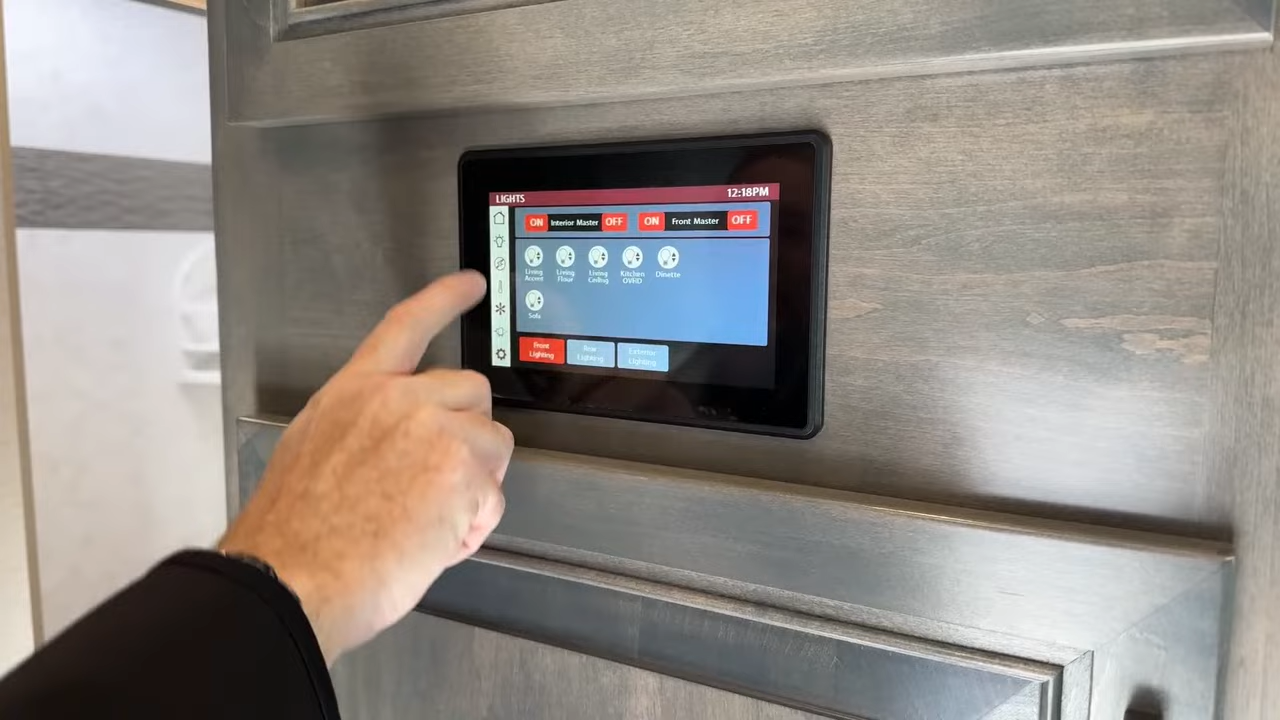 LIGHTS 12:18PM
ON Interior Master OFF ON Front Master OFF
Living Accent
Living Floor
Living Ceiling
Kitchen OVRD
Dinette
Sofa
Front Lighting
Rear Lighting
Exterior Lighting